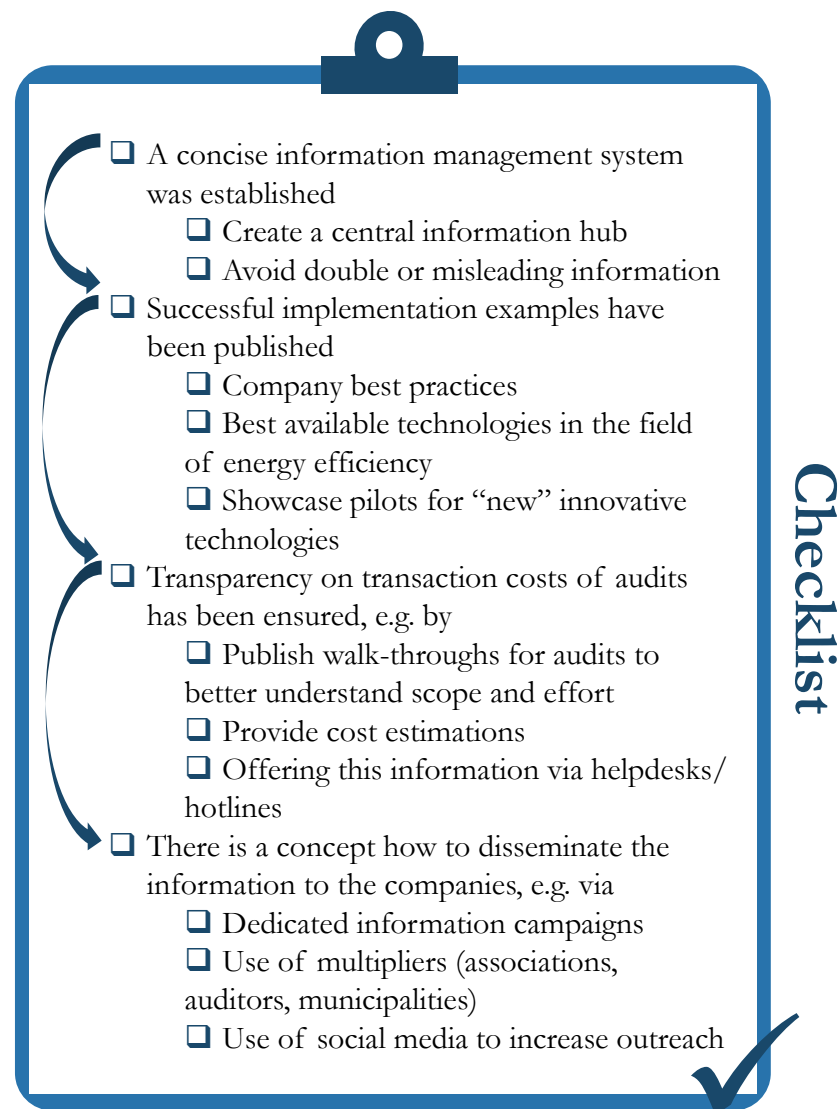 ❑ A concise information management system
was established
❑ Create a central information hub
❑ Avoid double or misleading information
❑ Successful implementation examples have
been published
❑ Company best practices
❑ Best available technologies in the field
of energy efficiency
❑ Showcase pilots for “new” innovative
technologies
❑ Transparency on transaction costs of audits
has been ensured, e.g. by
❑ Publish walk-throughs for audits to
better understand scope and effort
❑ Provide cost estimations
❑ Offering this information via helpdesks/
hotlines
❑ There is a concept how to disseminate the
information to the companies, e.g. via
❑ Dedicated information campaigns
❑ Use of multipliers (associations,
auditors, municipalities)
❑ Use of social media to increase outreach
Checklist